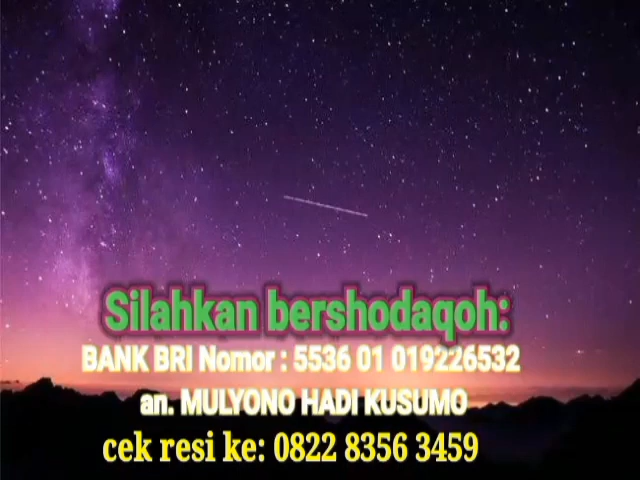 Silahkan bershodaqoh:
BANK BRI Nomor : 5536 01 019226532
an. MULYONO HADI KUSUMO
cek resi ke: 0822 8356 3459